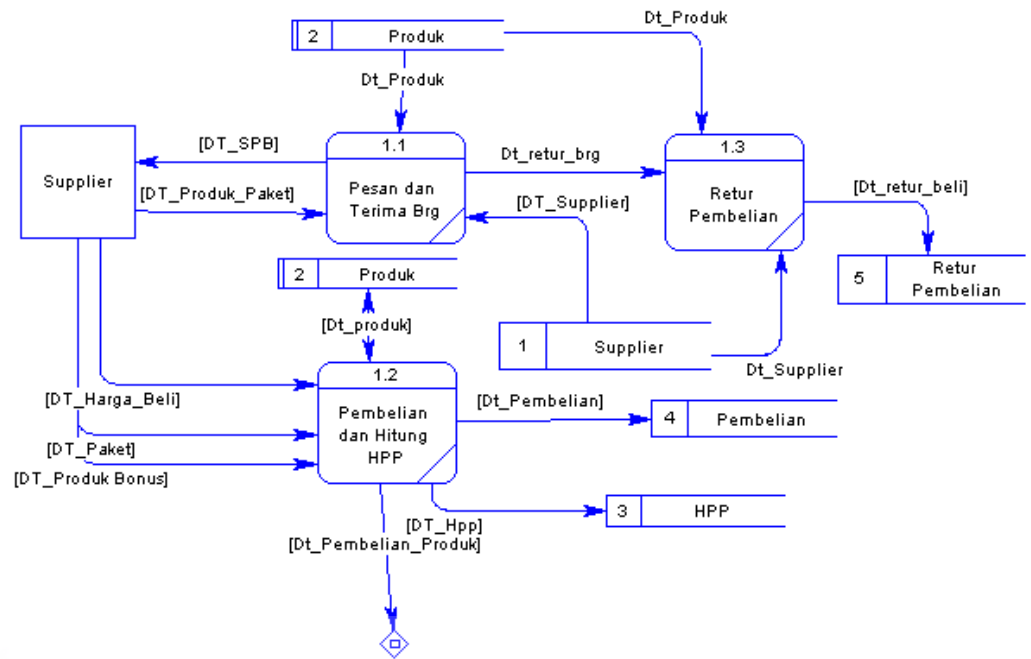 Dt_Produk
2 Produk
Dt_Produk
Supplier
[DT_SPB]
[DT_Produk_Paket]
1.1
Pesan dan
Terima Brg
Dt_retur_brg
[DT_Supplier]
1.3
Retur
Pembelian
[Dt_retur_beli]
5 Retur
Pembelian
2 Produk
[Dt_produk]
1 Supplier
Dt_Supplier
1.2
Pembelian
dan Hitung
HPP
[DT_Harga_Beli]
[DT_Paket]
[DT_Produk Bonus]
[Dt_Pembelian]
4 Pembelian
[DT_Hpp]
3 HPP
[Dt_Pembelian_Produk]